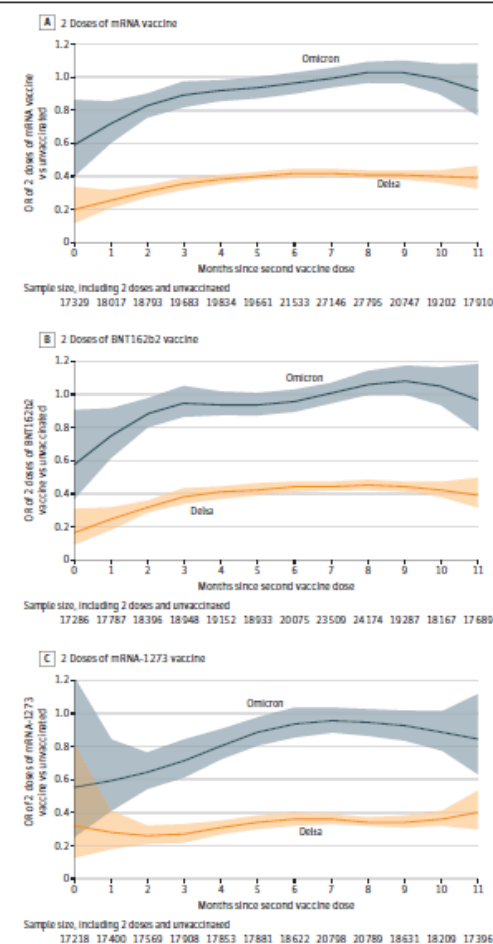 A 2 Doses of mRNA vaccine
OR of 2 doses of mRNA vaccine
vs unvaccinated
1.2
1.0
0.8
0.6
0.4
0.2
0
Omicron
Delta
0 1 2 3 4 5 6 7 8 9 10 11
Months since second vaccine dose
Sample size, including 2 doses and unvaccinated
17329 18017 18793 19683 19834 19661 21533 27146 27795 20747 19202 17910
B 2 Doses of BNT162b2 vaccine
OR of 2 doses of BNT162b2
vaccine vs unvaccinated
1.2
1.0
0.8
0.6
0.4
0.2
0
Omicron
Delta
0 1 2 3 4 5 6 7 8 9 10 11
Months since second vaccine dose
Sample size, including 2 doses and unvaccinated
17286 17787 18396 18948 19152 18933 20075 23509 24174 19287 18167 17689
C 2 Doses of mRNA-1273 vaccine
OR of 2 doses of mRNA-1273
vaccine vs unvaccinated
1.2
1.0
0.8
0.6
0.4
0.2
0
Omicron
Delta
0 1 2 3 4 5 6 7 8 9 10 11
Months since second vaccine dose
Sample size, including 2 doses and unvaccinated
17218 17400 17569 17908 17853 17881 18622 20798 20789 18631 18209 17396